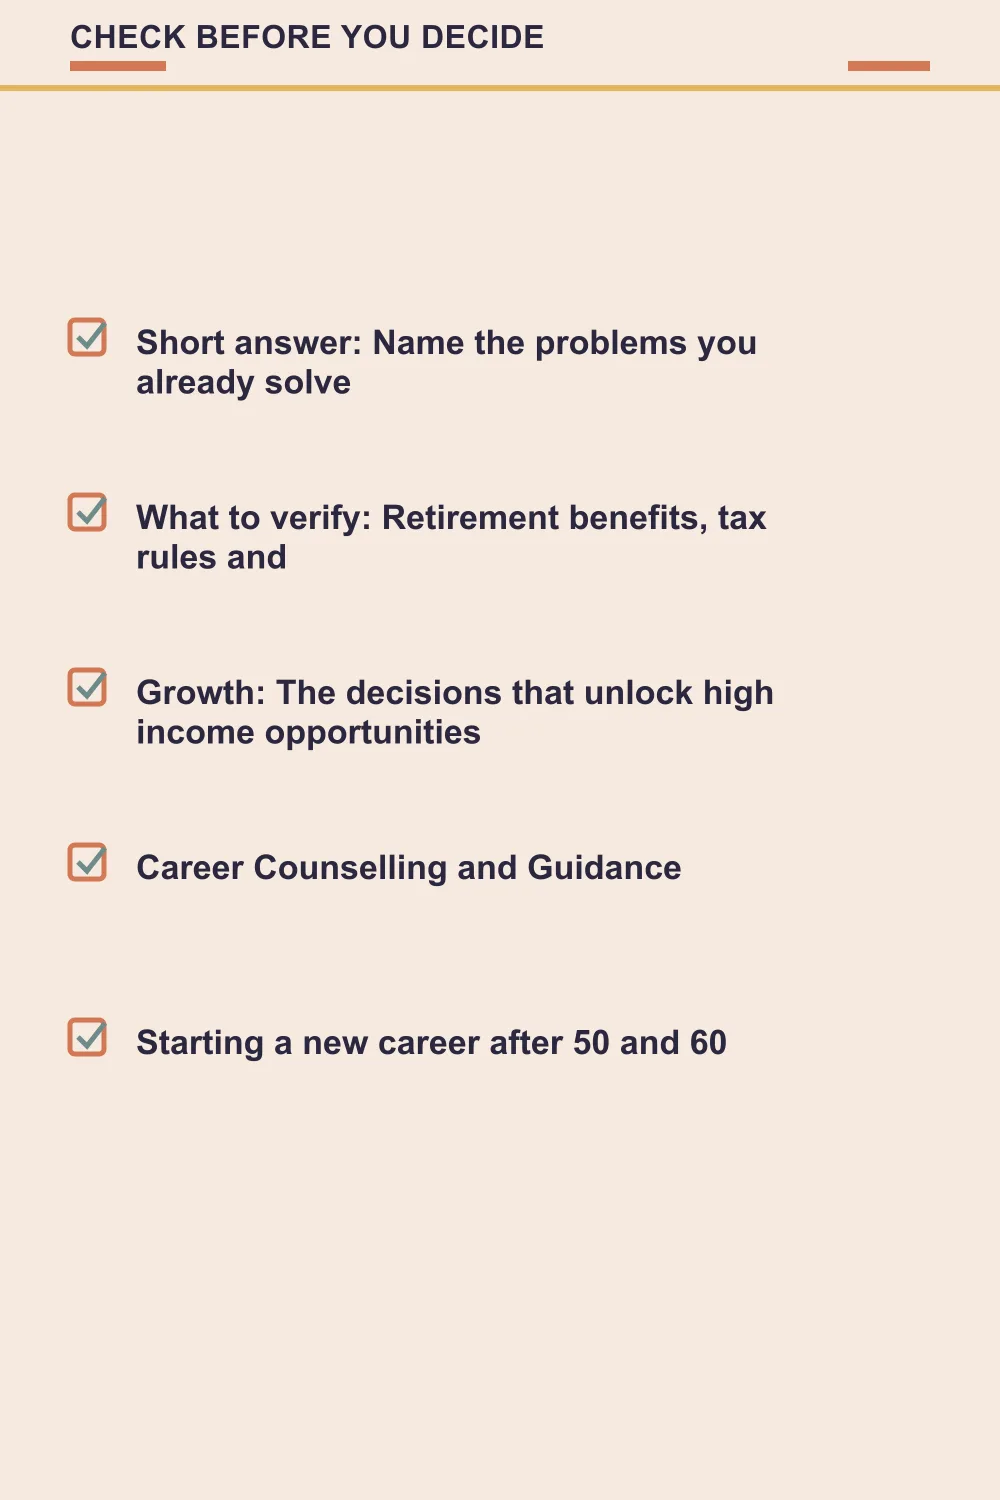 CHECK BEFORE YOU DECIDE
Short answer: Name the problems you
already solve
What to verify: Retirement benefits, tax
rules and
Growth: The decisions that unlock high
income opportunities
Career Counselling and Guidance
Starting a new career after 50 and 60